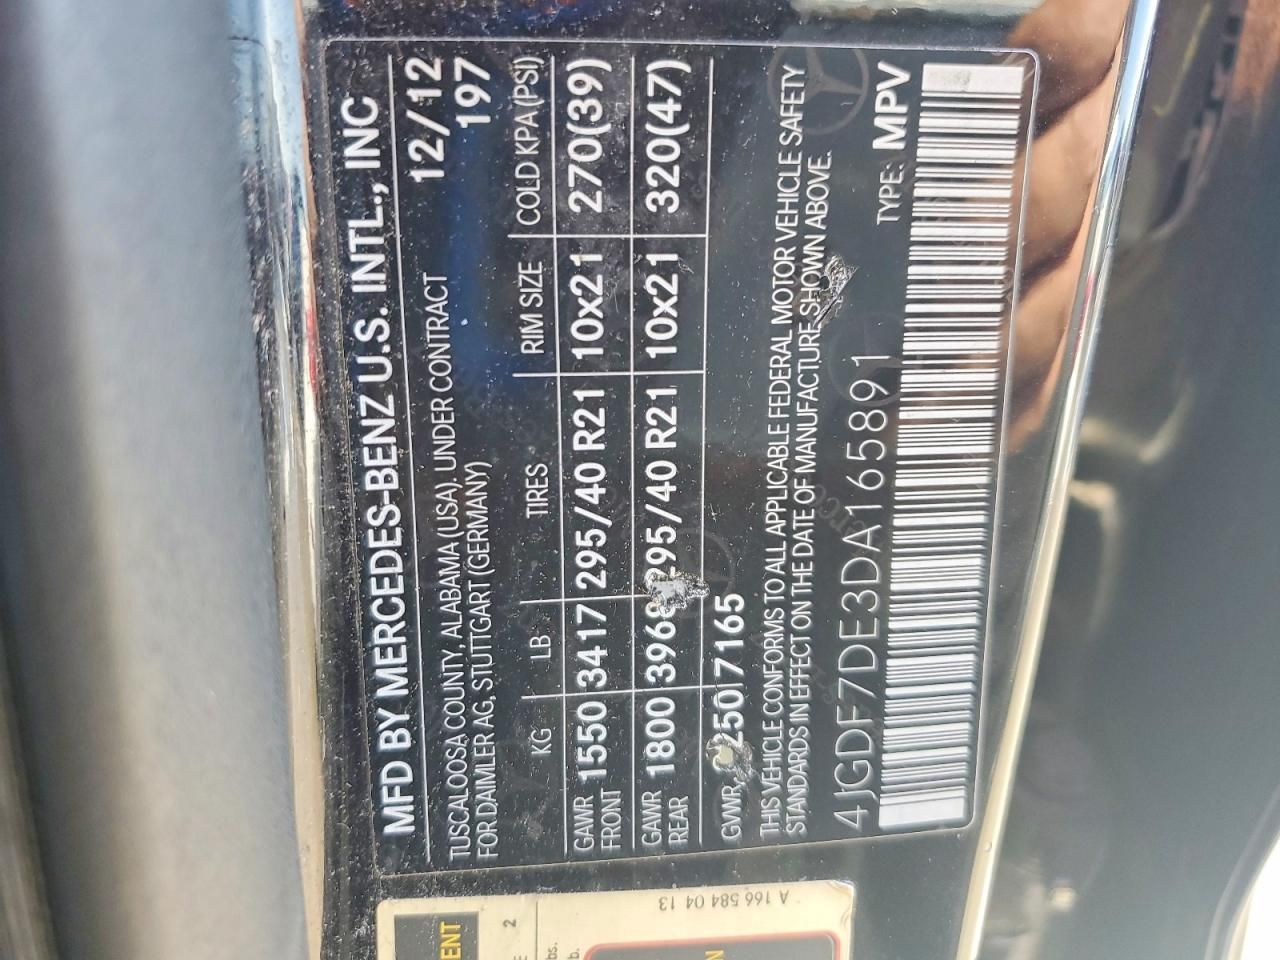 MFD BY MERCEDES-BENZ U.S. INTL., INC
12/12
TUSCALOOSA COUNTY, ALABAMA (USA), UNDER CONTRACT 197
FOR DAIMLER AG, STUTTGART (GERMANY)
KG LB TIRES RIM SIZE COLD KPA(PSI)
GAWR FRONT 1550 3417 295/40 R21 10x21 270(39)
GAWR REAR 1800 3968 295/40 R21 10x21 320(47)
GVWR 3250 7165
THIS VEHICLE CONFORMS TO ALL APPLICABLE FEDERAL MOTOR VEHICLE SAFETY
STANDARDS IN EFFECT ON THE DATE OF MANUFACTURE SHOWN ABOVE.
4JGDF7DE3DA165891 TYPE: MPV
A 166 584 04 13
2